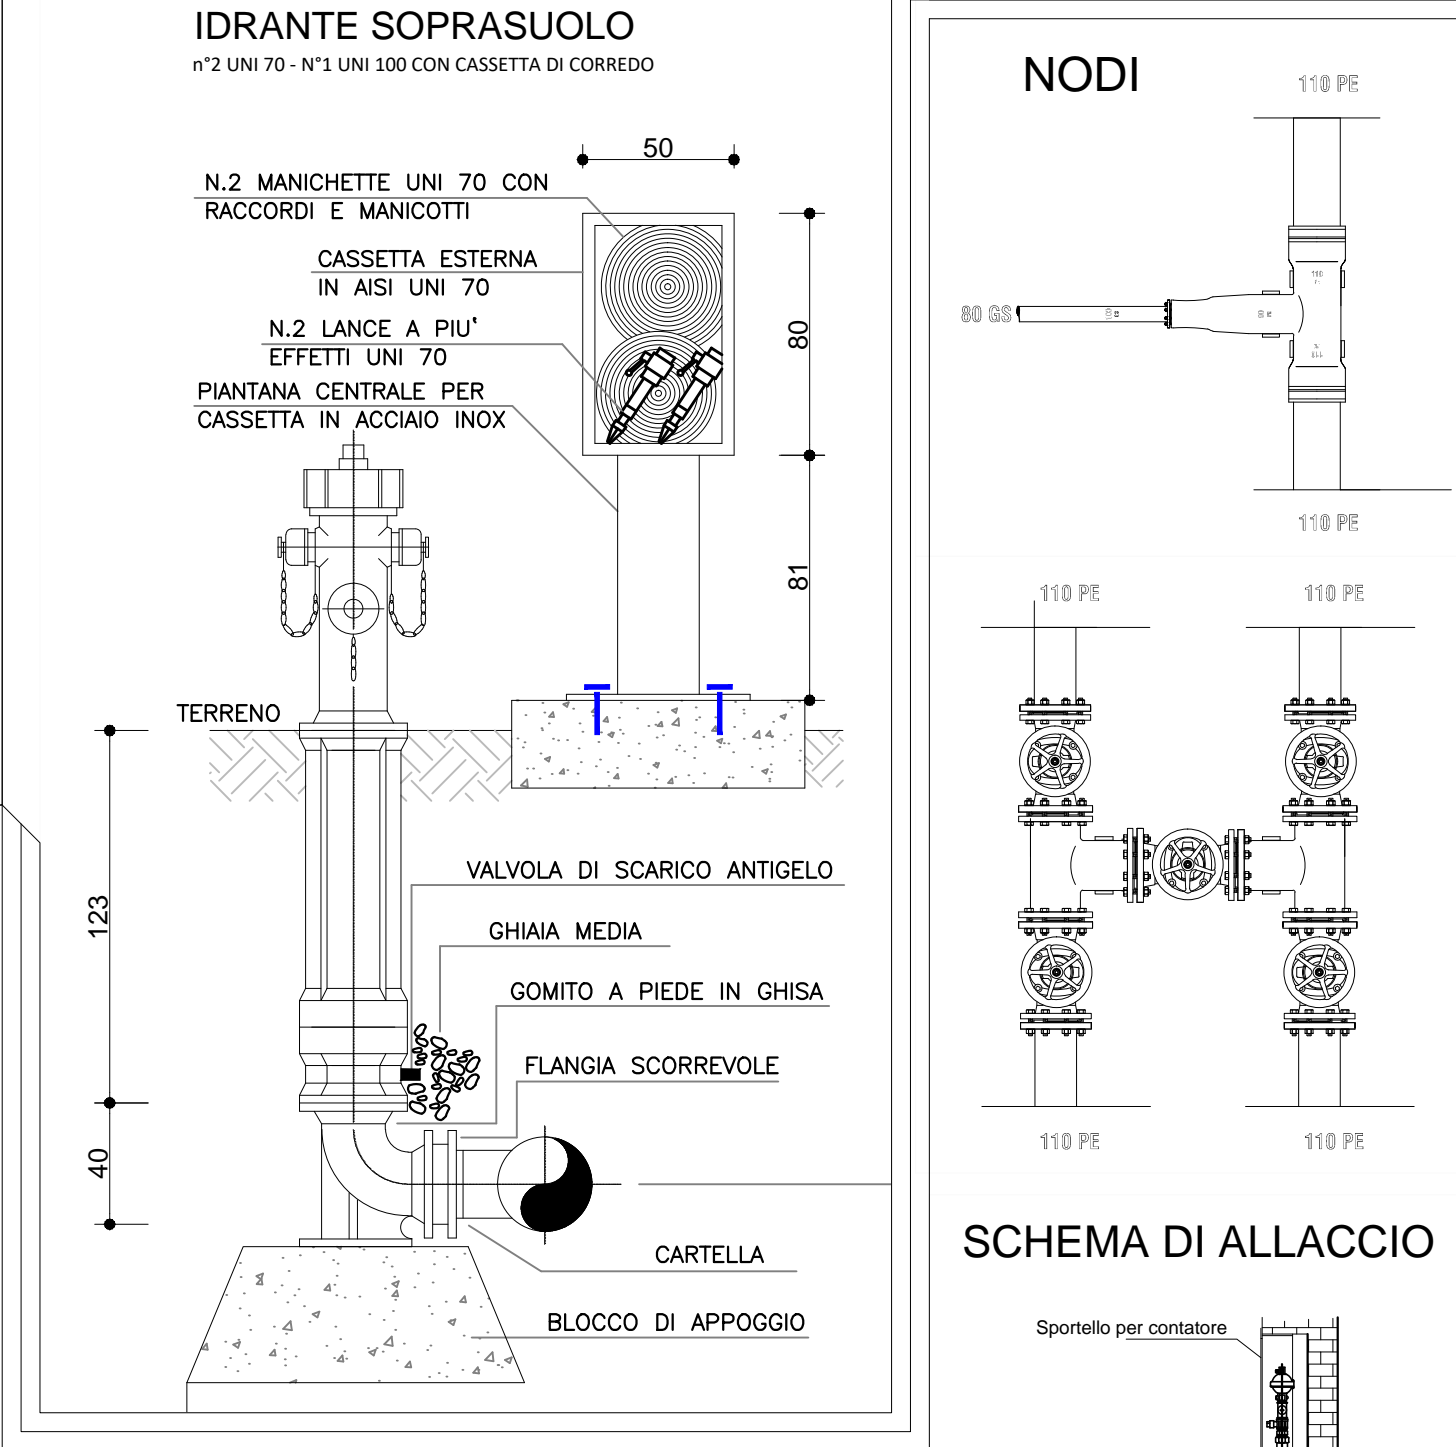 IDRANTE SOPRASUOLO
n°2 UNI 70 - N°1 UNI 100 CON CASSETTA DI CORREDO
50
N.2 MANICHETTE UNI 70 CON
RACCORDI E MANICOTTI
CASSETTA ESTERNA
IN AISI UNI 70
N.2 LANCE A PIU'
EFFETTI UNI 70
PIANTANA CENTRALE PER
CASSETTA IN ACCIAIO INOX
80
81
TERRENO
123
VALVOLA DI SCARICO ANTIGELO
GHIAIA MEDIA
GOMITO A PIEDE IN GHISA
FLANGIA SCORREVOLE
40
CARTELLA
BLOCCO DI APPOGGIO
NODI
110 PE
80 GS
110
110 PE
110 PE
110 PE
110 PE
110 PE
SCHEMA DI ALLACCIO
Sportello per contatore